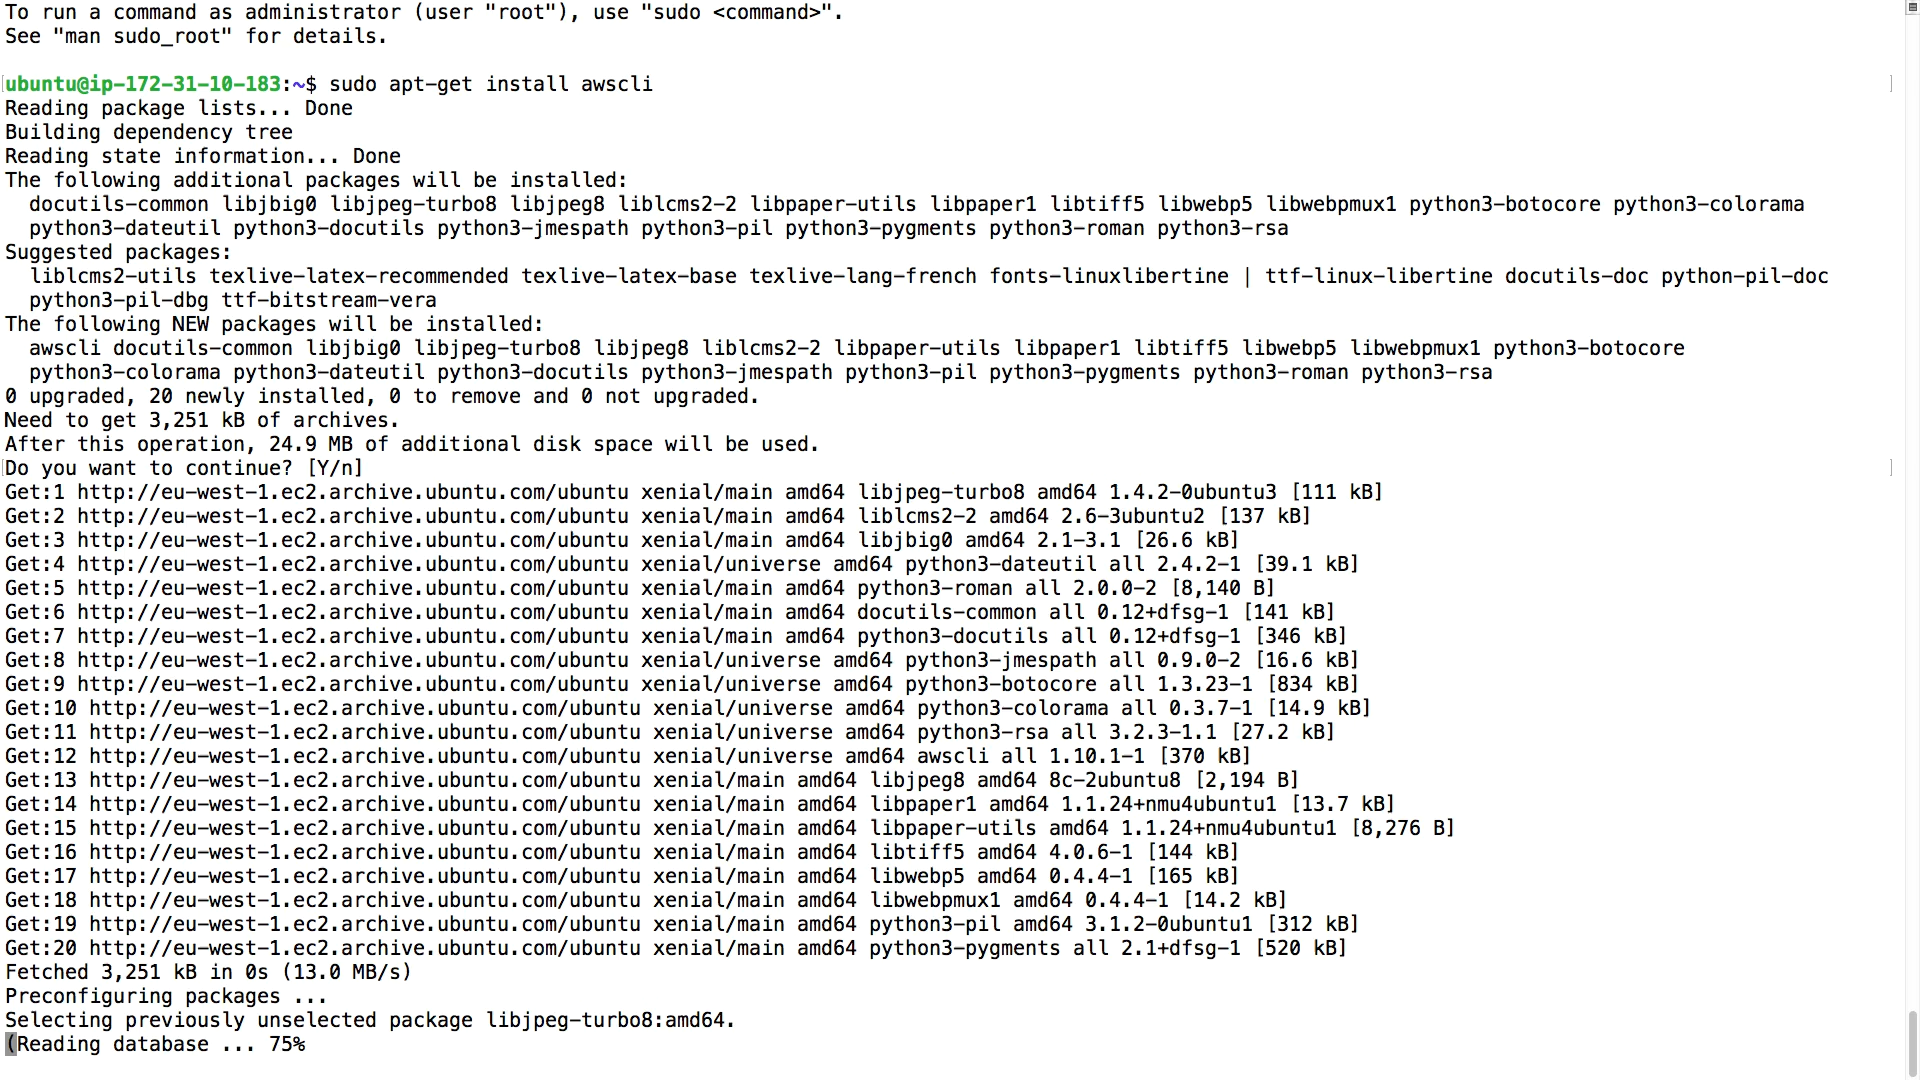 To run a command as administrator (user "root"), use "sudo <command>".
See "man sudo_root" for details.
ubuntu@ip-172-31-10-183:~$ sudo apt-get install awscli
Reading package lists... Done
Building dependency tree
Reading state information... Done
The following additional packages will be installed:
docutils-common libjbig0 libjpeg-turbo8 libjpeg8 liblcms2-2 libpaper-utils libpaper1 libtiff5 libwebp5 libwebpmux1 python3-botocore python3-colorama
python3-dateutil python3-docutils python3-jmespath python3-pil python3-pygments python3-roman python3-rsa
Suggested packages:
liblcms2-utils texlive-latex-recommended texlive-latex-base texlive-lang-french fonts-linuxlibertine | ttf-linux-libertine docutils-doc python-pil-doc
python3-pil-dbg ttf-bitstream-vera
The following NEW packages will be installed:
awscli docutils-common libjbig0 libjpeg-turbo8 libjpeg8 liblcms2-2 libpaper-utils libpaper1 libtiff5 libwebp5 libwebpmux1 python3-botocore
python3-colorama python3-dateutil python3-docutils python3-jmespath python3-pil python3-pygments python3-roman python3-rsa
0 upgraded, 20 newly installed, 0 to remove and 0 not upgraded.
Need to get 3,251 kB of archives.
After this operation, 24.9 MB of additional disk space will be used.
Do you want to continue? [Y/n]
Get:1 http://eu-west-1.ec2.archive.ubuntu.com/ubuntu xenial/main amd64 libjpeg-turbo8 amd64 1.4.2-0ubuntu3 [111 kB]
Get:2 http://eu-west-1.ec2.archive.ubuntu.com/ubuntu xenial/main amd64 liblcms2-2 amd64 2.6-3ubuntu2 [137 kB]
Get:3 http://eu-west-1.ec2.archive.ubuntu.com/ubuntu xenial/main amd64 libjbig0 amd64 2.1-3.1 [26.6 kB]
Get:4 http://eu-west-1.ec2.archive.ubuntu.com/ubuntu xenial/universe amd64 python3-dateutil all 2.4.2-1 [39.1 kB]
Get:5 http://eu-west-1.ec2.archive.ubuntu.com/ubuntu xenial/main amd64 python3-roman all 2.0.0-2 [8,140 B]
Get:6 http://eu-west-1.ec2.archive.ubuntu.com/ubuntu xenial/main amd64 docutils-common all 0.12+dfsg-1 [141 kB]
Get:7 http://eu-west-1.ec2.archive.ubuntu.com/ubuntu xenial/main amd64 python3-docutils all 0.12+dfsg-1 [346 kB]
Get:8 http://eu-west-1.ec2.archive.ubuntu.com/ubuntu xenial/universe amd64 python3-jmespath all 0.9.0-2 [16.6 kB]
Get:9 http://eu-west-1.ec2.archive.ubuntu.com/ubuntu xenial/universe amd64 python3-botocore all 1.3.23-1 [834 kB]
Get:10 http://eu-west-1.ec2.archive.ubuntu.com/ubuntu xenial/universe amd64 python3-colorama all 0.3.7-1 [14.9 kB]
Get:11 http://eu-west-1.ec2.archive.ubuntu.com/ubuntu xenial/universe amd64 python3-rsa all 3.2.3-1.1 [27.2 kB]
Get:12 http://eu-west-1.ec2.archive.ubuntu.com/ubuntu xenial/universe amd64 awscli all 1.10.1-1 [370 kB]
Get:13 http://eu-west-1.ec2.archive.ubuntu.com/ubuntu xenial/main amd64 libjpeg8 amd64 8c-2ubuntu8 [2,194 B]
Get:14 http://eu-west-1.ec2.archive.ubuntu.com/ubuntu xenial/main amd64 libpaper1 amd64 1.1.24+nmu4ubuntu1 [13.7 kB]
Get:15 http://eu-west-1.ec2.archive.ubuntu.com/ubuntu xenial/main amd64 libpaper-utils amd64 1.1.24+nmu4ubuntu1 [8,276 B]
Get:16 http://eu-west-1.ec2.archive.ubuntu.com/ubuntu xenial/main amd64 libtiff5 amd64 4.0.6-1 [144 kB]
Get:17 http://eu-west-1.ec2.archive.ubuntu.com/ubuntu xenial/main amd64 libwebp5 amd64 0.4.4-1 [165 kB]
Get:18 http://eu-west-1.ec2.archive.ubuntu.com/ubuntu xenial/main amd64 libwebpmux1 amd64 0.4.4-1 [14.2 kB]
Get:19 http://eu-west-1.ec2.archive.ubuntu.com/ubuntu xenial/main amd64 python3-pil amd64 3.1.2-0ubuntu1 [312 kB]
Get:20 http://eu-west-1.ec2.archive.ubuntu.com/ubuntu xenial/main amd64 python3-pygments all 2.1+dfsg-1 [520 kB]
Fetched 3,251 kB in 0s (13.0 MB/s)
Preconfiguring packages ...
Selecting previously unselected package libjpeg-turbo8:amd64.
(Reading database ... 75%